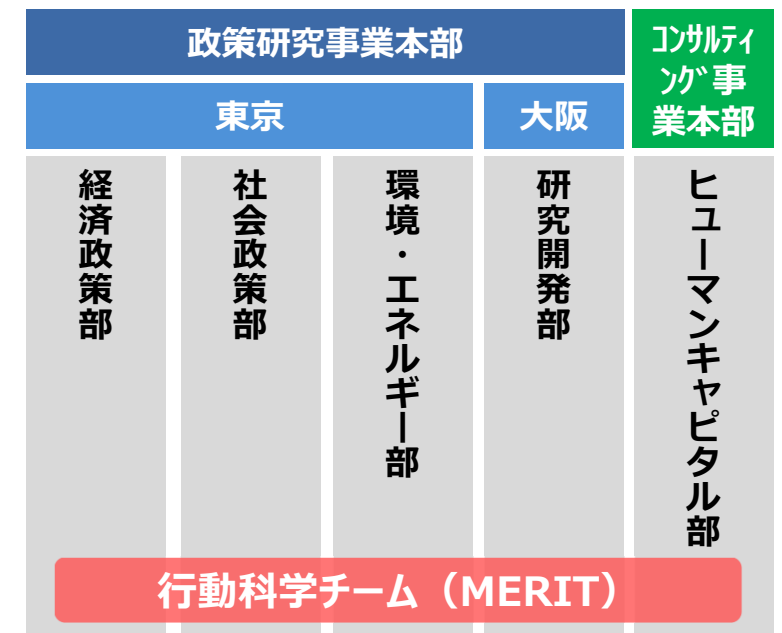 政策研究事業本部
コンサルティ
ング事
業本部
東京
大阪
経済政策部
社会政策部
環境・エネルギー部
研究開発部
ヒューマンキャピタル部
行動科学チーム（MERIT）